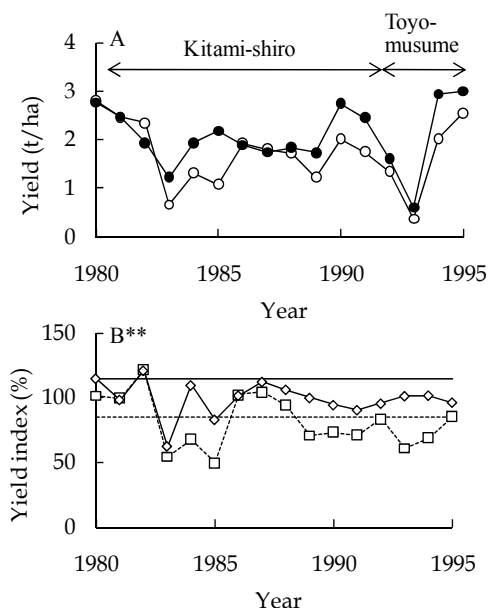 A
Kitami-shiro
Toyo-
musume
Yield (t/ha)
4
3
2
1
0
1980
1985
1990
1995
Year
B**
Yield index (%)
150
100
50
0
1980
1985
1990
1995
Year